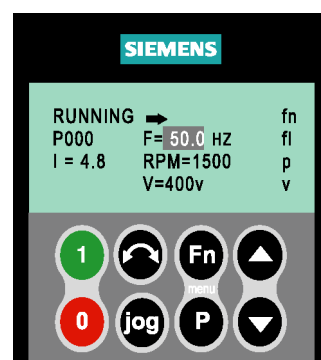 SIEMENS
RUNNING fn
P000 F= 50.0 HZ fl
I = 4.8 RPM=1500 p
V=400v v
1 Fn
menu
0 jog P